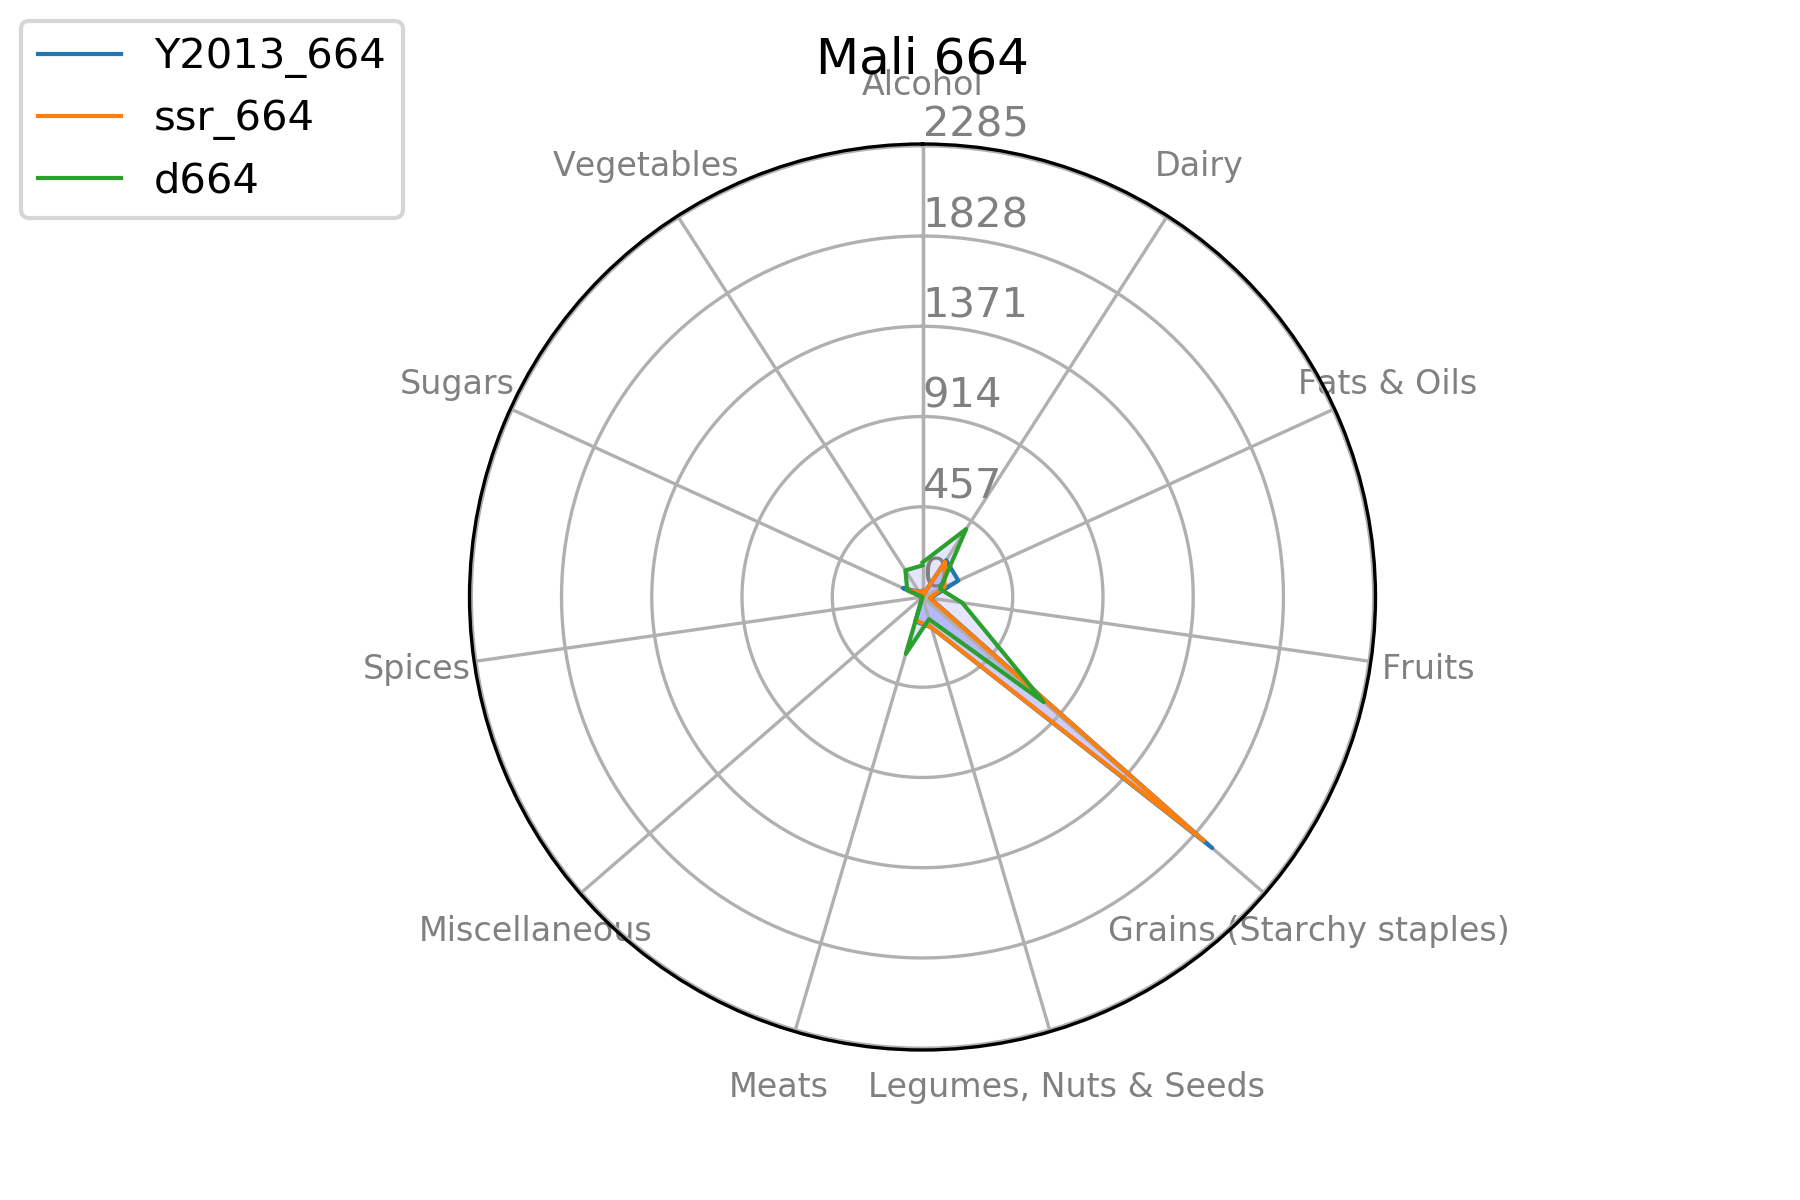 Mali 664
Y2013_664
ssr_664
d664
Alcohol
2285
Vegetables
Dairy
1828
1371
Sugars
Fats & Oils
914
457
0
Spices
Fruits
Miscellaneous
Grains (Starchy staples)
Meats
Legumes, Nuts & Seeds